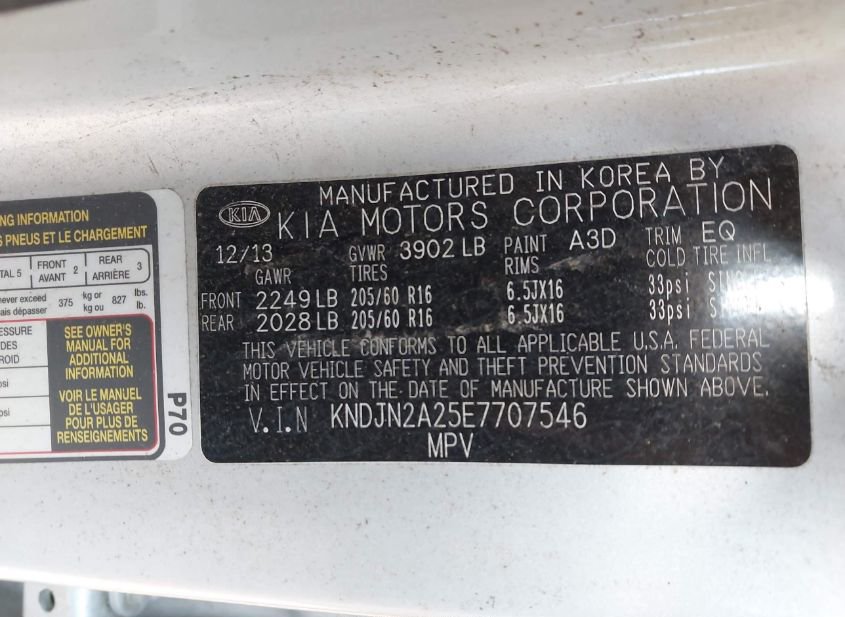 NG INFORMATION
S PNEUS ET LE CHARGEMENT
TAL 5 FRONT AVANT 2 REAR ARRIÈRE 3
never exceed 375 kg or 827 lbs.
ais dépasser kg ou lb.
ESSURE
DES
ROID
psi
psi
SEE OWNER'S
MANUAL FOR
ADDITIONAL
INFORMATION
VOIR LE MANUEL
DE L'USAGER
POUR PLUS DE
RENSEIGNEMENTS
P70
MANUFACTURED IN KOREA BY
KIA KIA MOTORS CORPORATION
12/13 GVWR 3902 LB PAINT A3D TRIM EQ
GAWR TIRES RIMS COLD TIRE INFL
FRONT 2249 LB 205/60 R16 6.5JX16 33psi
REAR 2028 LB 205/60 R16 6.5JX16 33psi
THIS VEHICLE CONFORMS TO ALL APPLICABLE U.S.A. FEDERAL
MOTOR VEHICLE SAFETY AND THEFT PREVENTION STANDARDS
IN EFFECT ON THE DATE OF MANUFACTURE SHOWN ABOVE.
V.I.N KNDJN2A25E7707546
MPV